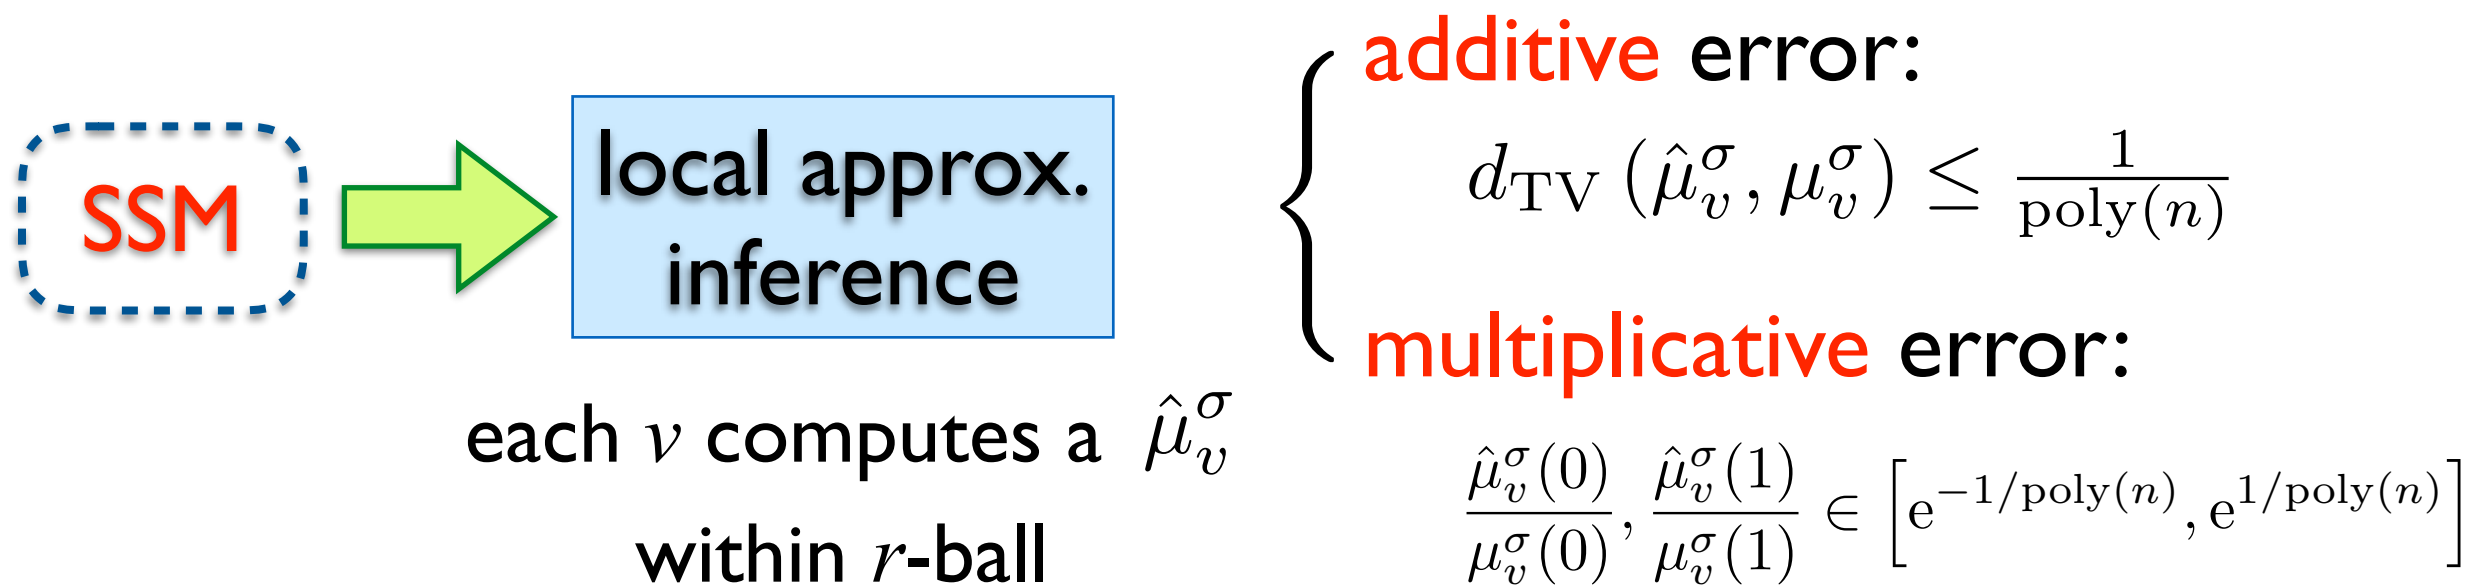 SSM
local approx.
inference
each v computes a μ̂_v^σ
within r-ball
additive error:
d_TV (μ̂_v^σ, μ_v^σ) ≤ 1/poly(n)
multiplicative error:
μ̂_v^σ(0)/μ_v^σ(0), μ̂_v^σ(1)/μ_v^σ(1) ∈ [e^{-1/poly(n)}, e^{1/poly(n)}]